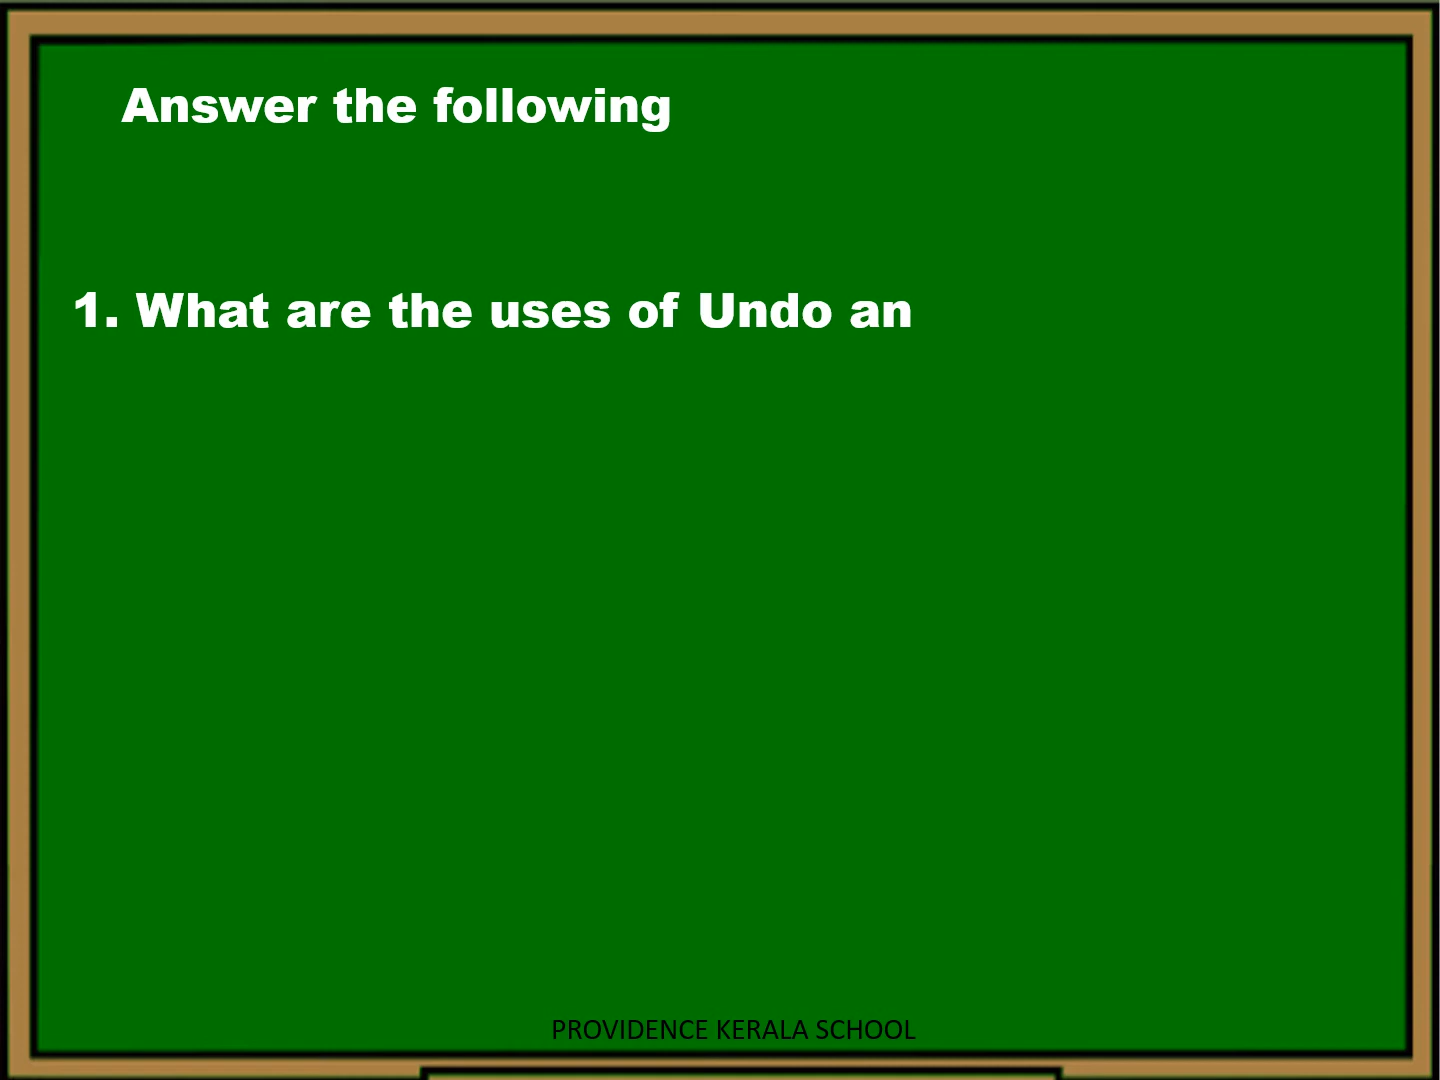 Answer the following
1. What are the uses of Undo an
PROVIDENCE KERALA SCHOOL